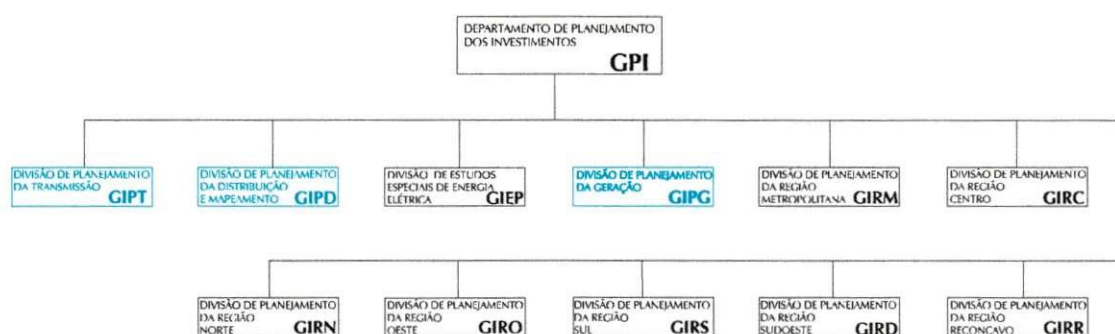 DEPARTAMENTO DE PLANEJAMENTO
DOS INVESTIMENTOS
GPI
DIVISÃO DE PLANEJAMENTO
DA TRANSMISSÃO
GIPT
DIVISÃO DE PLANEJAMENTO
DA DISTRIBUIÇÃO
E MAPEAMENTO GIPD
DIVISÃO DE ESTUDOS
ESPECIAIS DE ENERGIA
ELÉTRICA GIEP
DIVISÃO DE PLANEJAMENTO
DA GERAÇÃO
GIPG
DIVISÃO DE PLANEJAMENTO
DA REGIÃO
METROPOLITANA GIRM
DIVISÃO DE PLANEJAMENTO
DA REGIÃO
CENTRO GIRC
DIVISÃO DE PLANEJAMENTO
DA REGIÃO
NORTE GIRN
DIVISÃO DE PLANEJAMENTO
DA REGIÃO
OESTE GIRO
DIVISÃO DE PLANEJAMENTO
DA REGIÃO
SUL GIRS
DIVISÃO DE PLANEJAMENTO
DA REGIÃO
SUDOESTE GIRD
DIVISÃO DE PLANEJAMENTO
DA REGIÃO
RECÔNCAVO GIRR